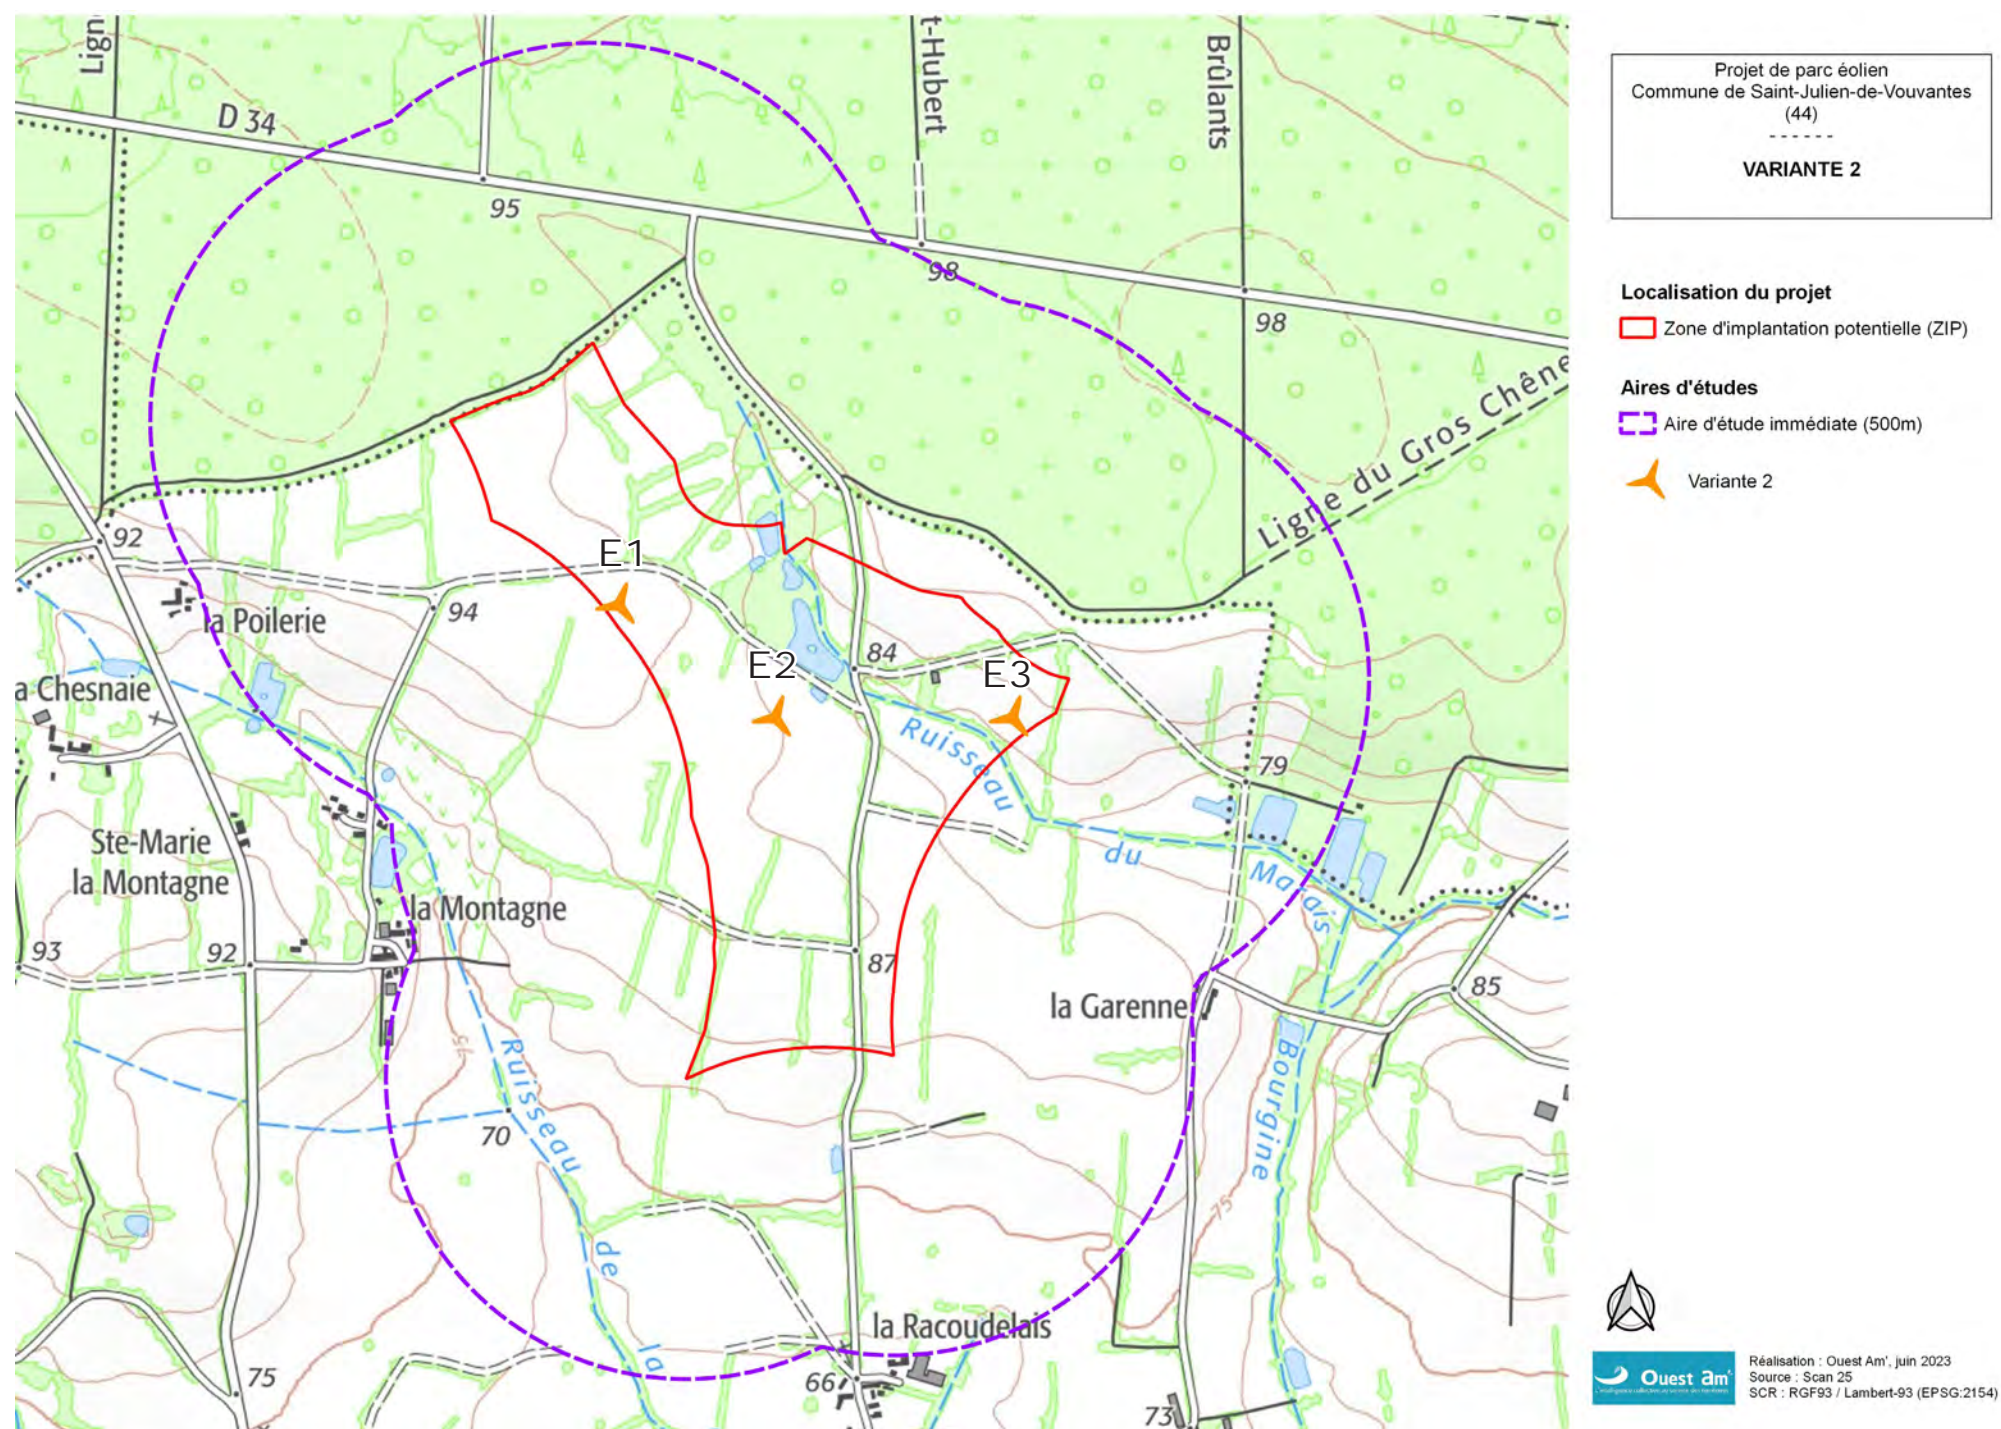 Projet de parc éolien
Commune de Saint-Julien-de-Vouvantes
(44)
- - - - - -
VARIANTE 2
Localisation du projet
Zone d'implantation potentielle (ZIP)
Aires d'études
Aire d'étude immédiate (500m)
Variante 2
Lign
t-Hubert
Brûlants
D 34
95
98
98
Ligne du Gros Chêne
92
94
E1
la Poilerie
84
E2
E3
a Chesnaie
Ruisseau
du
Marais
79
Ste-Marie
la Montagne
la Montagne
93
92
87
la Garenne
85
75
Ruisseau
de
la
Bourgine
70
75
la Racoudelais
75
66
73
Ouest am'
Réalisation : Ouest Am', juin 2023
Source : Scan 25
SCR : RGF93 / Lambert-93 (EPSG:2154)